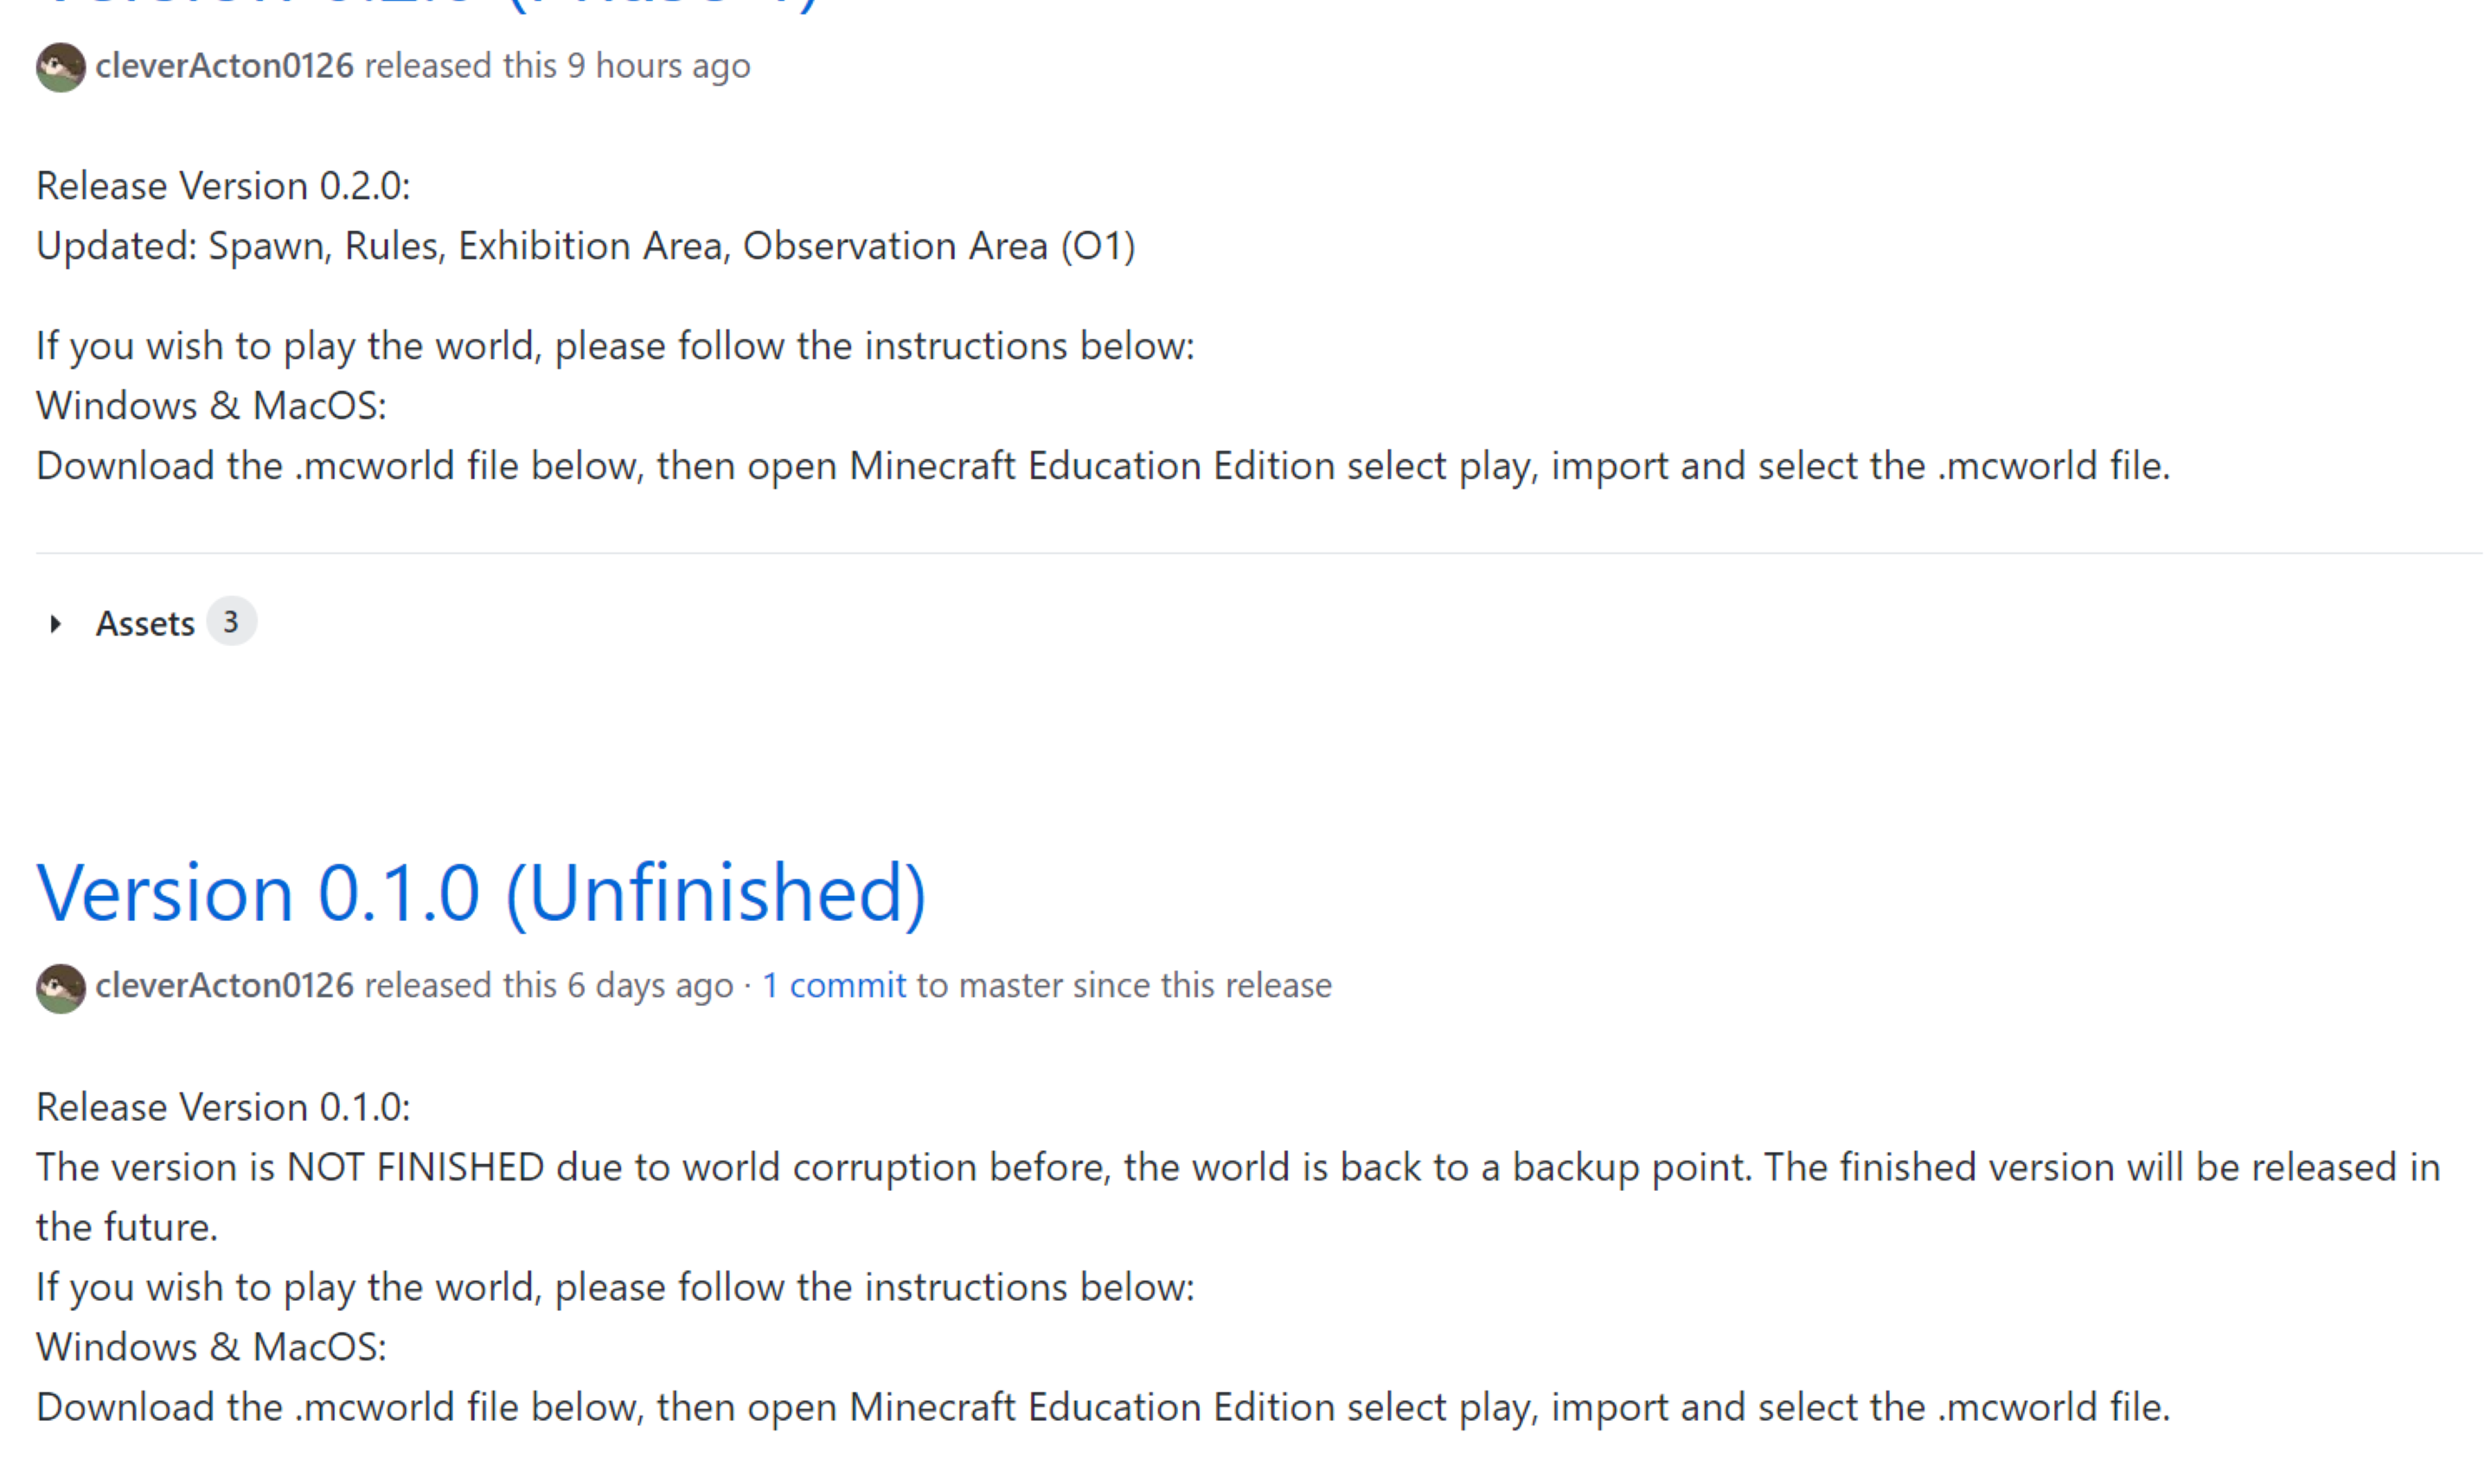 Version 0.2.0 (Phase 1)
cleverActon0126 released this 9 hours ago
Release Version 0.2.0:
Updated: Spawn, Rules, Exhibition Area, Observation Area (O1)
If you wish to play the world, please follow the instructions below:
Windows & MacOS:
Download the .mcworld file below, then open Minecraft Education Edition select play, import and select the .mcworld file.
Assets 3
Version 0.1.0 (Unfinished)
cleverActon0126 released this 6 days ago · 1 commit to master since this release
Release Version 0.1.0:
The version is NOT FINISHED due to world corruption before, the world is back to a backup point. The finished version will be released in
the future.
If you wish to play the world, please follow the instructions below:
Windows & MacOS:
Download the .mcworld file below, then open Minecraft Education Edition select play, import and select the .mcworld file.